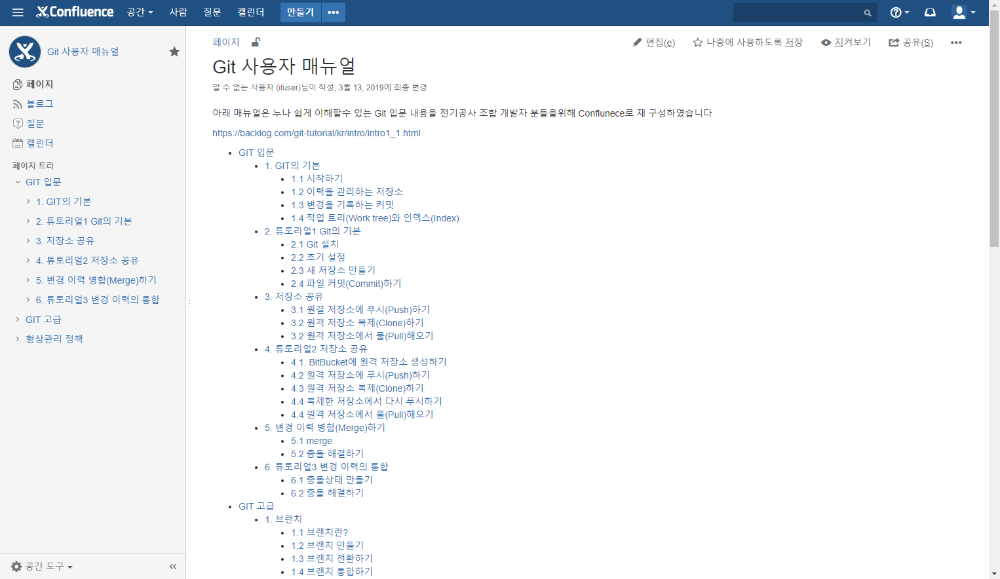 Confluence 공간 사람 질문 캘린더 만들기 •••
Git 사용자 매뉴얼
페이지
블로그
질문
캘린더
페이지 트리
GIT 입문
1. GIT의 기본
2. 튜토리얼1 Git의 기본
3. 저장소 공유
4. 튜토리얼2 저장소 공유
5. 변경 이력 병합(Merge)하기
6. 튜토리얼3 변경 이력의 통합
GIT 고급
형상관리 정책
공간 도구
페이지 편집(e) 나중에 사용하도록 저장 지켜보기 공유(S) •••
Git 사용자 매뉴얼
알 수 없는 사용자 (ifuser)님이 작성, 3월 13, 2019에 최종 변경
아래 매뉴얼은 누나 쉽게 이해할수 있는 Git 입문 내용을 전기공사 조합 개발자 분들을위해 Conflunece로 재 구성하였습니다
https://backlog.com/git-tutorial/kr/intro/intro1_1.html
GIT 입문
1. GIT의 기본
1.1 시작하기
1.2 이력을 관리하는 저장소
1.3 변경을 기록하는 커밋
1.4 작업 트리(Work tree)와 인덱스(Index)
2. 튜토리얼1 Git의 기본
2.1 Git 설치
2.2 초기 설정
2.3 새 저장소 만들기
2.4 파일 커밋(Commit)하기
3. 저장소 공유
3.1 원결 저장소에 푸시(Push)하기
3.2 원격 저장소 복제(Clone)하기
3.2 원격 저장소에서 풀(Pull)해오기
4. 튜토리얼2 저장소 공유
4.1. BitBucket에 원격 저장소 생성하기
4.2 원격 저장소에 푸시(Push)하기
4.3 원격 저장소 복제(Clone)하기
4.4 복제한 저장소에서 다시 푸시하기
4.4 원격 저장소에서 풀(Pull)해오기
5. 변경 이력 병합(Merge)하기
5.1 merge
5.2 충돌 해결하기
6. 튜토리얼3 변경 이력의 통합
6.1 충돌상태 만들기
6.2 충돌 해결하기
GIT 고급
1. 브랜치
1.1 브랜치란?
1.2 브랜치 만들기
1.3 브랜치 전환하기
1.4 브랜치 통합하기